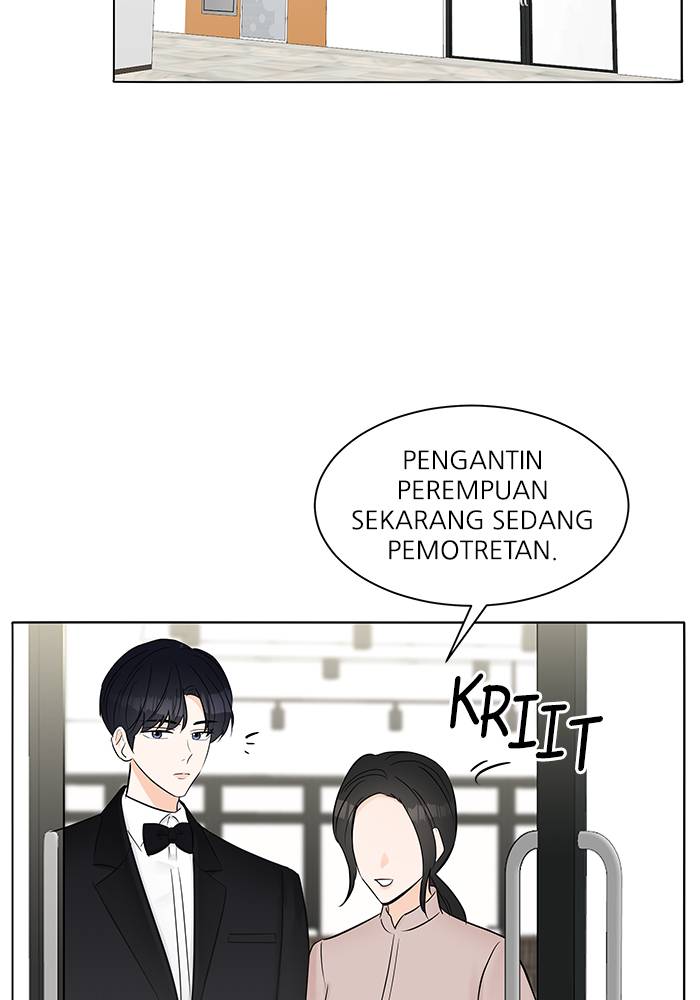 PENGANTIN
PEREMPUAN
SEKARANG SEDANG
PEMOTRETAN.
KRIIT